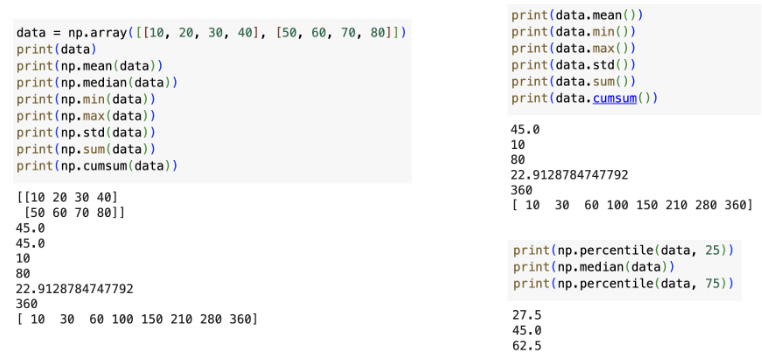 data = np.array([[10, 20, 30, 40], [50, 60, 70, 80]])
print(data)
print(np.mean(data))
print(np.median(data))
print(np.min(data))
print(np.max(data))
print(np.std(data))
print(np.sum(data))
print(np.cumsum(data))
[[10 20 30 40]
 [50 60 70 80]]
45.0
45.0
10
80
22.9128784747792
360
[ 10  30  60 100 150 210 280 360]
print(data.mean())
print(data.min())
print(data.max())
print(data.std())
print(data.sum())
print(data.cumsum())
45.0
10
80
22.9128784747792
360
[ 10  30  60 100 150 210 280 360]
print(np.percentile(data, 25))
print(np.median(data))
print(np.percentile(data, 75))
27.5
45.0
62.5